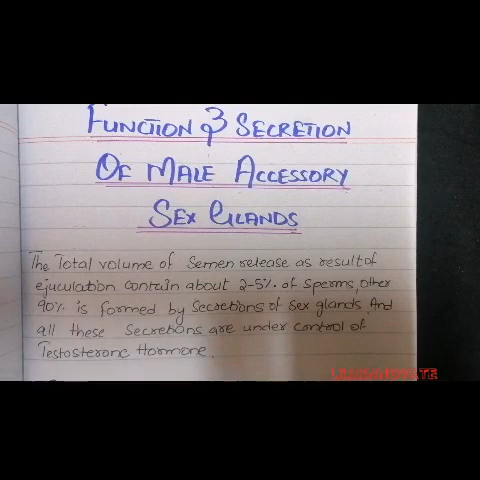 FUNCTION & SECRETION
OF MALE ACCESSORY
SEX GLANDS
The Total volume of Semen release as result of
ejuculation contain about 2-5% of sperms, other
90% is formed by Secretions of Sex glands. And
all these Secretions are under control of
Testosterone Hormone.